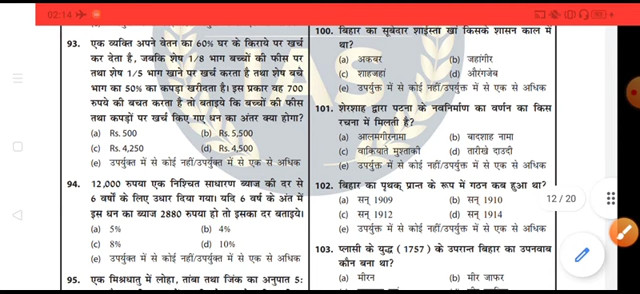 02:14
93. एक व्यक्ति अपने वेतन का 60% घर के किराये पर खर्च
कर देता है, जबकि शेष 1/8 भाग बच्चों की फीस पर
तथा शेष 1/5 भाग खाने पर खर्च करता है तथा शेष बचे
भाग का 50% का कपड़ा खरीदता है। इस प्रकार वह 700
रुपये की बचत करता है तो बताइये कि बच्चों की फीस
तथा कपड़ों पर खर्च किए गए धन का अंतर क्या होगा?
(a) Rs. 500 (b) Rs. 5,500
(c) Rs. 4,250 (d) Rs. 4,500
(e) उपर्युक्त में से कोई नहीं/उपर्युक्त में से एक से अधिक
94. 12,000 रुपया एक निश्चित साधारण ब्याज की दर से
6 वर्षों के लिए उधार दिया गया। यदि 6 वर्ष के अंत में
इस धन का ब्याज 2880 रुपया हो तो इसका दर बताइये।
(a) 5% (b) 4%
(c) 8% (d) 10%
(e) उपर्युक्त में से कोई नहीं/उपर्युक्त में से एक से अधिक
95. एक मिश्रधातु में लोहा, तांबा तथा जिंक का अनुपात 5:
100. बिहार का सूबेदार शाईस्ता खां किसके शासन काल में
था?
(a) अकबर (b) जहांगीर
(c) शाहजहां (d) औरंगजेब
(e) उपर्युक्त में से कोई नहीं/उपर्युक्त में से एक से अधिक
101. शेरशाह द्वारा पटना के नवनिर्माण का वर्णन का किस
रचना में मिलती है?
(a) आलमगीरनामा (b) बादशाह नामा
(c) वाकियाते मुश्ताकी (d) तारीखे दाउदी
(e) उपर्युक्त में से कोई नहीं/उपर्युक्त में से एक से अधिक
102. बिहार का पृथक् प्रान्त के रूप में गठन कब हुआ था?
(a) सन् 1909 (b) सन् 1910
(c) सन् 1912 (d) सन् 1914
(e) उपर्युक्त में से कोई नहीं/उपर्युक्त में से एक से अधिक
103. प्लासी के युद्ध (1757) के उपरान्त बिहार का उपनवाब
कौन बना था?
(a) मीरन (b) मीर जाफर
12 / 20
IAS